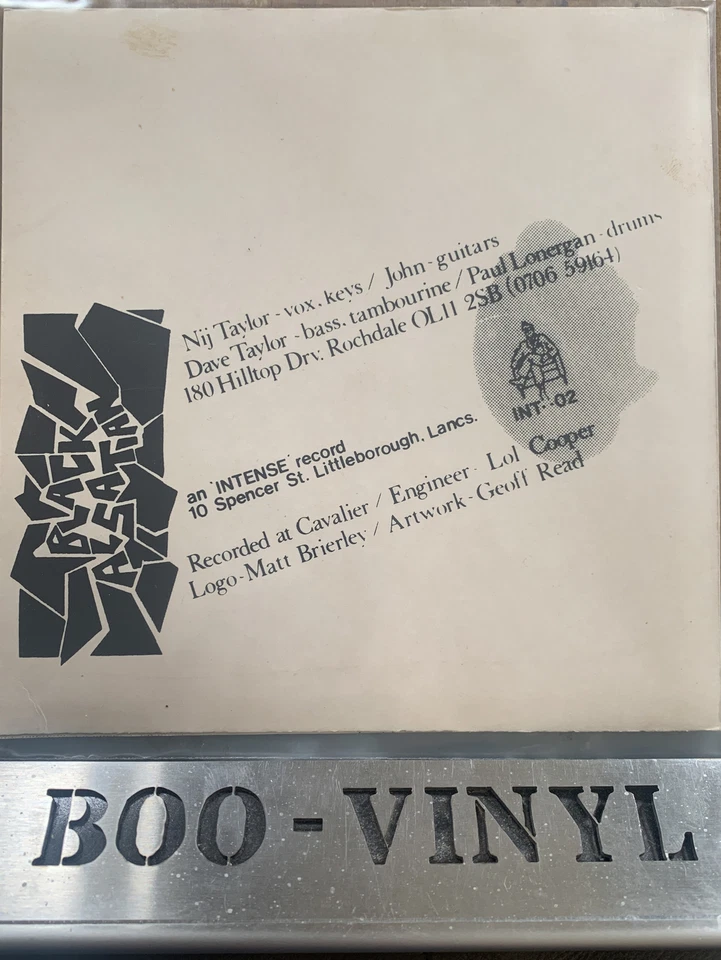 Nij Taylor - vox. keys / John - guitars
Dave Taylor - bass. tambourine / Paul Lonergan - drums
180 Hilltop Drv. Rochdale OL11 2SB (0706 59164)
INT--02
BLACK
ALSATIAN
an 'INTENSE' record
10 Spencer St. Littleborough. Lancs.
Recorded at Cavalier / Engineer - Lol Cooper
Logo-Matt Brierley / Artwork-Geoff Read
BOO-VINYL